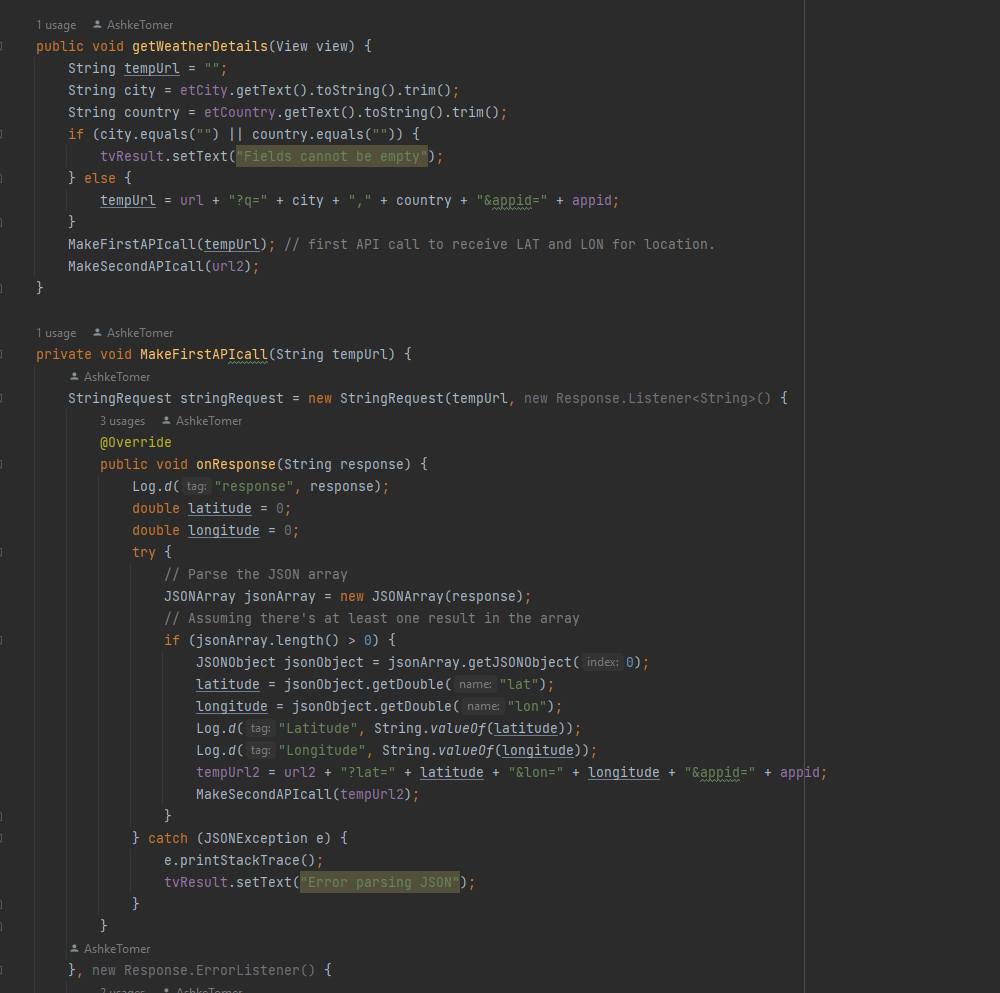 1 usage AshkeTomer
public void getWeatherDetails(View view) {
String tempUrl = "";
String city = etCity.getText().toString().trim();
String country = etCountry.getText().toString().trim();
if (city.equals("") || country.equals("")) {
tvResult.setText("Fields cannot be empty");
} else {
tempUrl = url + "?q=" + city + "," + country + "&appid=" + appid;
}
MakeFirstAPIcall(tempUrl); // first API call to receive LAT and LON for location.
MakeSecondAPIcall(url2);
}
1 usage AshkeTomer
private void MakeFirstAPIcall(String tempUrl) {
AshkeTomer
StringRequest stringRequest = new StringRequest(tempUrl, new Response.Listener<String>() {
3 usages AshkeTomer
@Override
public void onResponse(String response) {
Log.d( tag: "response", response);
double latitude = 0;
double longitude = 0;
try {
// Parse the JSON array
JSONArray jsonArray = new JSONArray(response);
// Assuming there's at least one result in the array
if (jsonArray.length() > 0) {
JSONObject jsonObject = jsonArray.getJSONObject( index: 0);
latitude = jsonObject.getDouble( name: "lat");
longitude = jsonObject.getDouble( name: "lon");
Log.d( tag: "Latitude", String.valueOf(latitude));
Log.d( tag: "Longitude", String.valueOf(longitude));
tempUrl2 = url2 + "?lat=" + latitude + "&lon=" + longitude + "&appid=" + appid;
MakeSecondAPIcall(tempUrl2);
}
} catch (JSONException e) {
e.printStackTrace();
tvResult.setText("Error parsing JSON");
}
}
AshkeTomer
}, new Response.ErrorListener() {
2 usages AshkeTomer